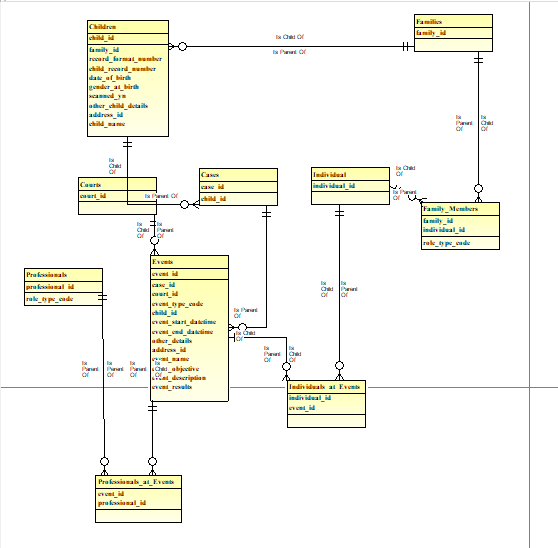 Children
child_id
family_id
record_format_number
child_record_number
date_of_birth
gender_at_birth
scanned_yn
other_child_details
address_id
child_name
Is Child Of
Is Parent Of
Families
family_id
Is
Parent
Of
Is
Child
Of
Is
Child
Of
Courts
court_id
Is Parent Of
Cases
case_id
child_id
Individual
individual_id
Is Child
Of
Is Parent
Of
Family_Members
family_id
individual_id
role_type_code
Is
Child
Of
Is
Parent
Of
Professionals
professional_id
role_type_code
Events
event_id
case_id
court_id
event_type_code
child_id
event_start_datetime
event_end_datetime
other_details
address_id
event_name
_objective
event_description
event_results
Is Parent
Of
Is Child
Of
Is
Parent
Of
Is
Child
Of
Is
Child
Of
Is
Parent
Of
Is
Child
Of
Is
Parent
Of
Is
Parent
Of
Is
Child
Of
Individuals_at_Events
individual_id
event_id
Professionals_at_Events
event_id
professional_id